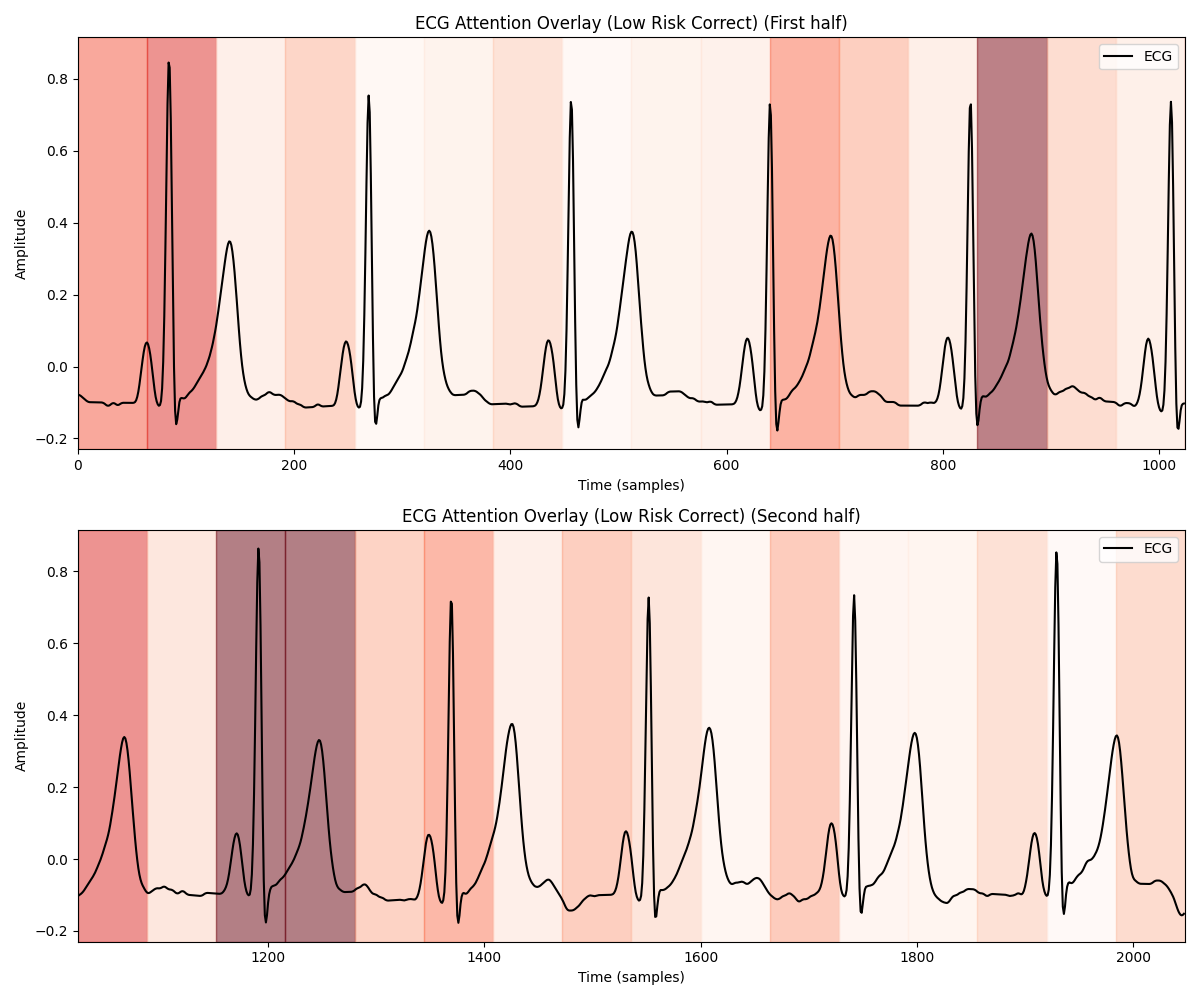 ECG Attention Overlay (Low Risk Correct) (First half)
ECG
Amplitude
0.8
0.6
0.4
0.2
0.0
−0.2
0 200 400 600 800 1000
Time (samples)
ECG Attention Overlay (Low Risk Correct) (Second half)
ECG
Amplitude
0.8
0.6
0.4
0.2
0.0
−0.2
1200 1400 1600 1800 2000
Time (samples)